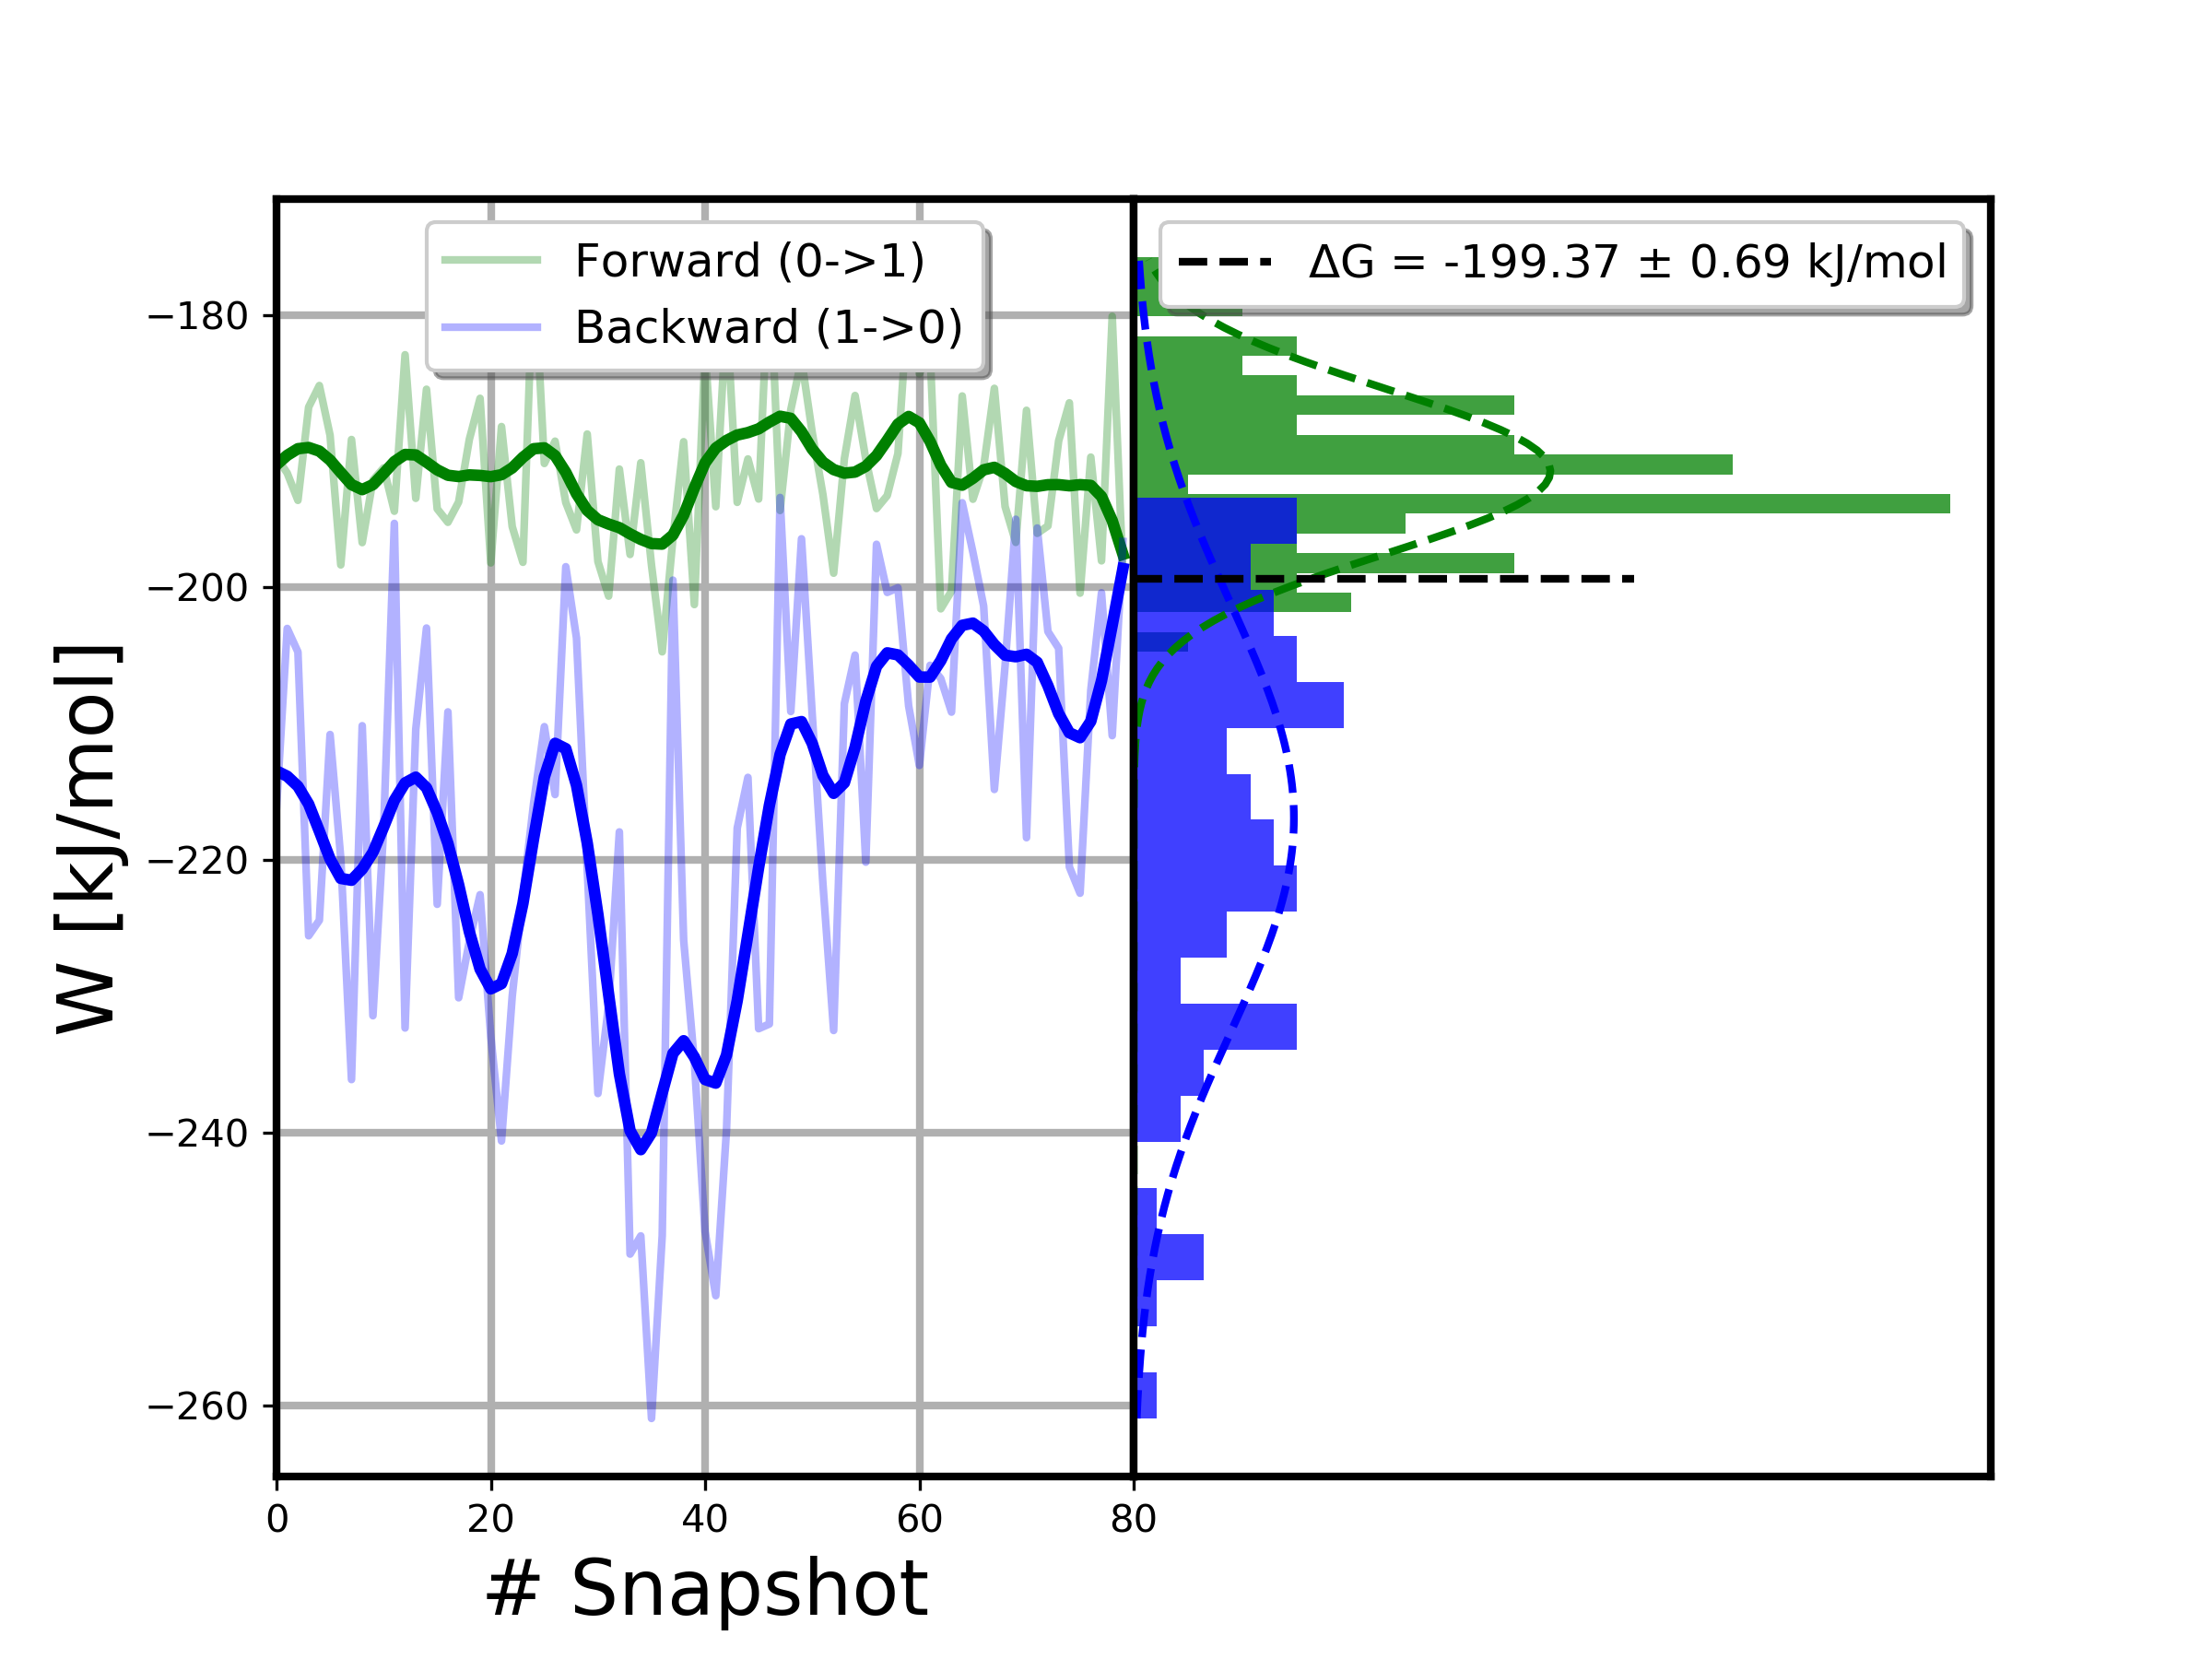 Forward (0->1)
Backward (1->0)
ΔG = -199.37 ± 0.69 kJ/mol
W [kJ/mol]
−180
−200
−220
−240
−260
0 20 40 60 80
# Snapshot